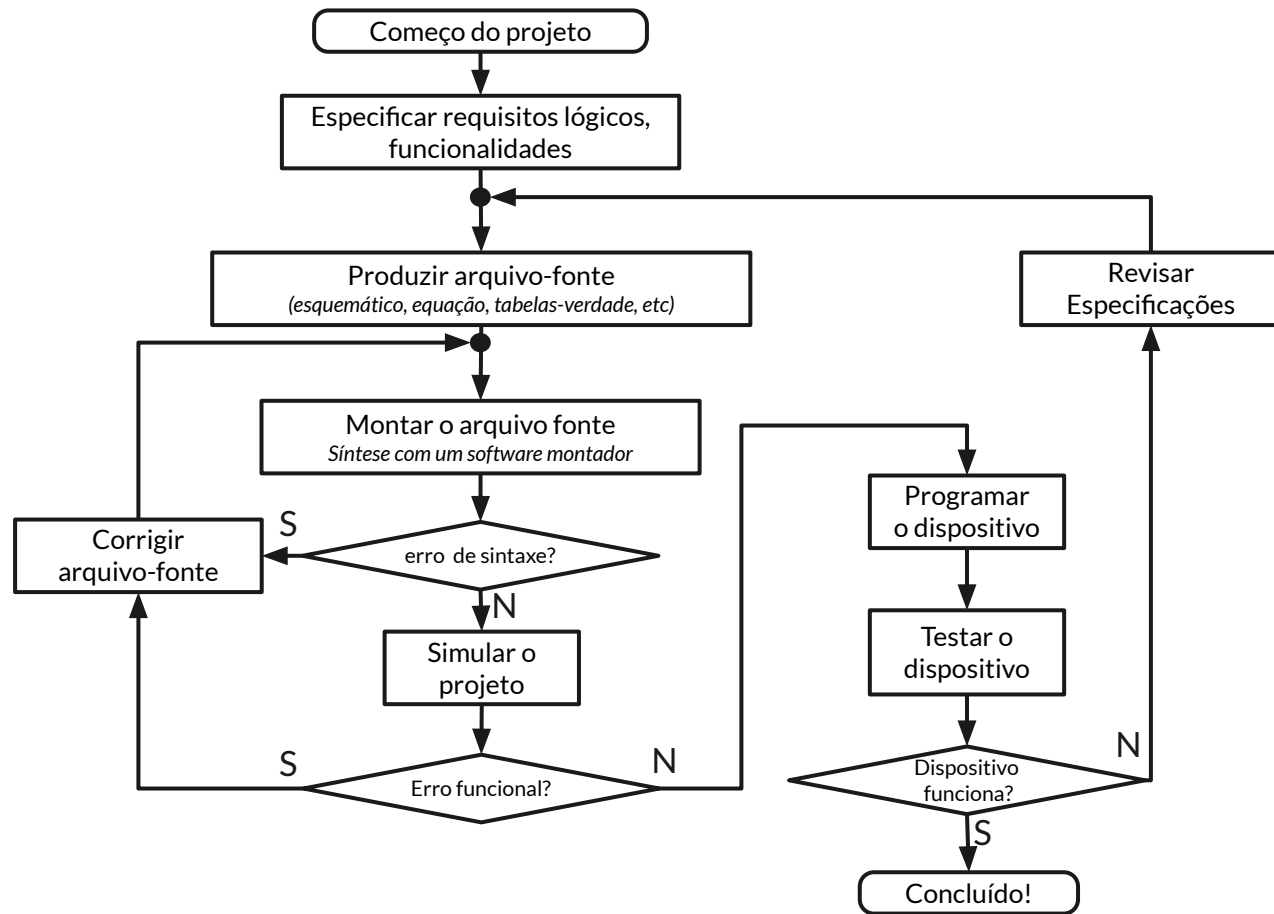 Começo do projeto
Especificar requisitos lógicos,
funcionalidades
Produzir arquivo-fonte
(esquemático, equação, tabelas-verdade, etc)
Revisar
Especificações
Montar o arquivo fonte
Síntese com um software montador
Programar
o dispositivo
S
Corrigir
arquivo-fonte
erro de sintaxe?
N
Simular o
projeto
Testar o
dispositivo
S
Erro funcional?
N
Dispositivo
funciona?
N
S
Concluído!